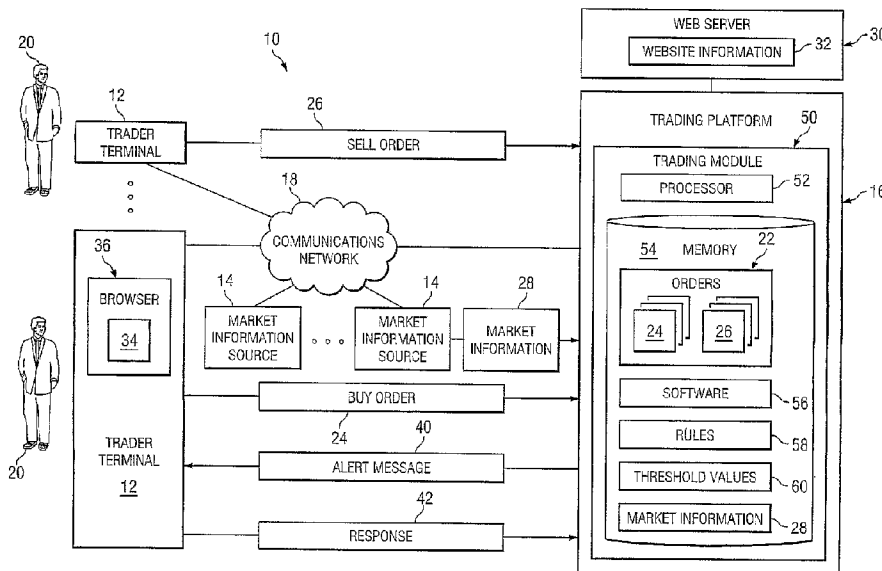 20
10
WEB SERVER
WEBSITE INFORMATION
32
30
12
TRADER
TERMINAL
26
SELL ORDER
TRADING PLATFORM
50
TRADING MODULE
PROCESSOR
52
16
18
COMMUNICATIONS
NETWORK
54
MEMORY
22
ORDERS
24
26
36
BROWSER
34
14
MARKET
INFORMATION
SOURCE
14
MARKET
INFORMATION
SOURCE
28
MARKET
INFORMATION
BUY ORDER
24
SOFTWARE
56
40
ALERT MESSAGE
RULES
58
20
TRADER
TERMINAL
12
THRESHOLD VALUES
60
42
RESPONSE
MARKET INFORMATION
28